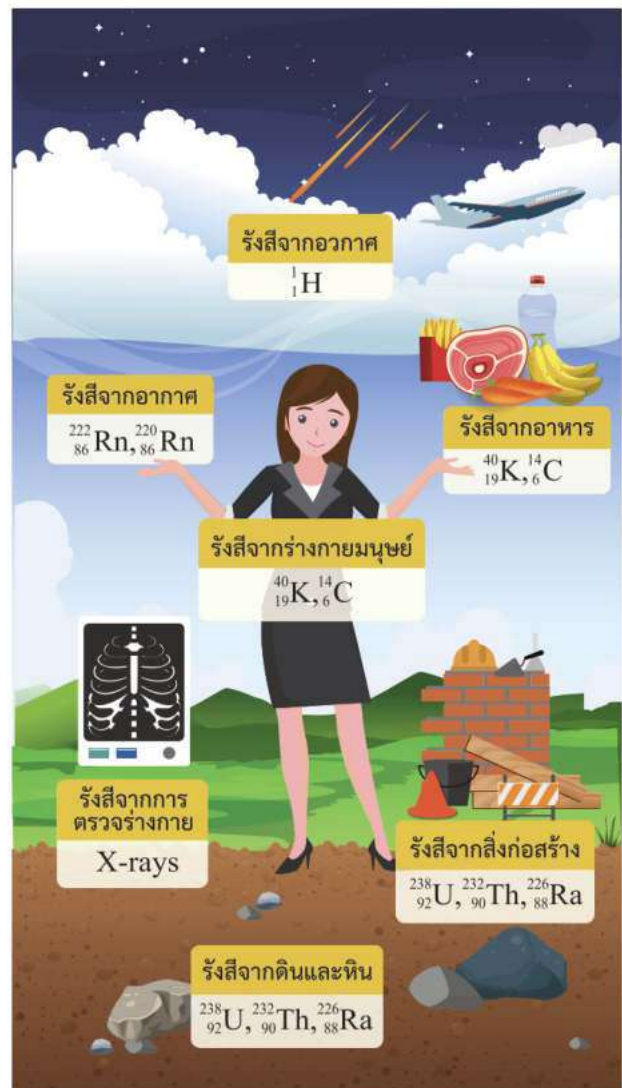 รังสีจากอวกาศ
¹₁H
รังสีจากอากาศ
²²²₈₆Rn, ²²⁰₈₆Rn
รังสีจากอาหาร
⁴⁰₁₉K, ¹⁴₆C
รังสีจากร่างกายมนุษย์
⁴⁰₁₉K, ¹⁴₆C
รังสีจากการ
ตรวจร่างกาย
X-rays
รังสีจากสิ่งก่อสร้าง
²³⁸₉₂U, ²³²₉₀Th, ²²⁶₈₈Ra
รังสีจากดินและหิน
²³⁸₉₂U, ²³²₉₀Th, ²²⁶₈₈Ra